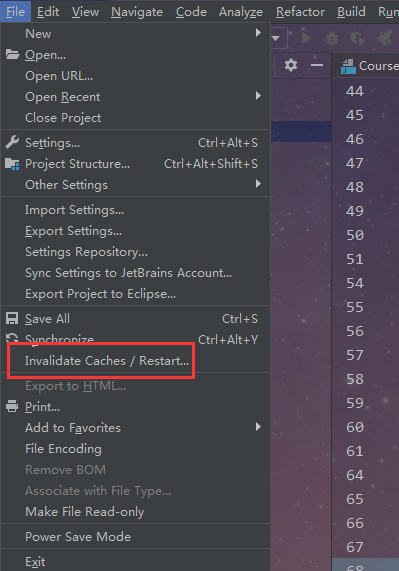 File Edit View Navigate Code Analyze Refactor Build Run
New
Open...
Open URL...
Open Recent
Close Project
Settings... Ctrl+Alt+S
Project Structure... Ctrl+Alt+Shift+S
Other Settings
Import Settings...
Export Settings...
Settings Repository...
Sync Settings to JetBrains Account...
Export Project to Eclipse...
Save All Ctrl+S
Synchronize Ctrl+Alt+Y
Invalidate Caches / Restart...
Export to HTML...
Print...
Add to Favorites
File Encoding
Remove BOM
Associate with File Type...
Make File Read-only
Power Save Mode
Exit
Course
44
45
46
47
48
49
50
51
54
55
56
57
58
59
60
61
64
65
66
67
68